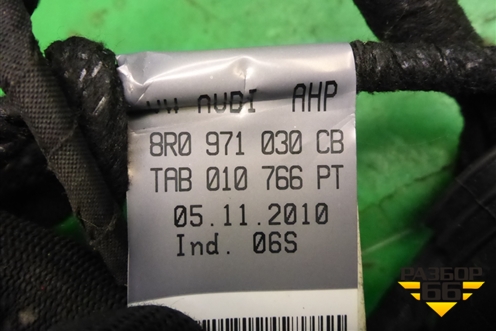 VW AUDI AHP
8R0 971 030 CB
TAB 010 766 PT
05.11.2010
Ind. 06S
РАЗБОР
66